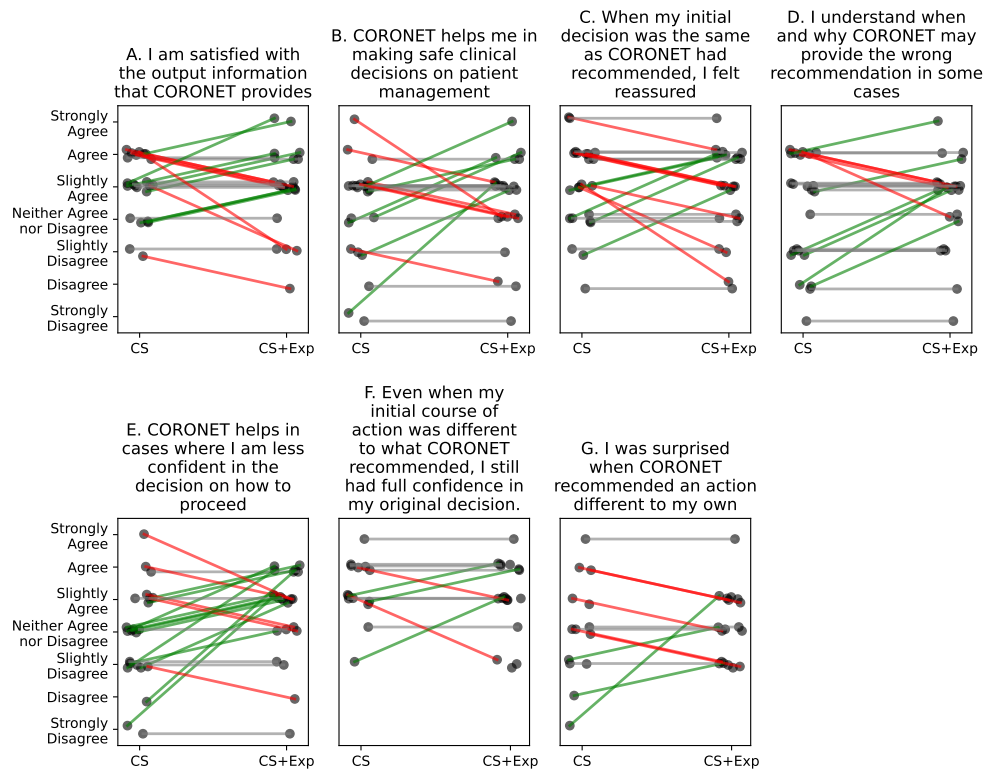 A. I am satisfied with
the output information
that CORONET provides
B. CORONET helps me in
making safe clinical
decisions on patient
management
C. When my initial
decision was the same
as CORONET had
recommended, I felt
reassured
D. I understand when
and why CORONET may
provide the wrong
recommendation in some
cases
Strongly
Agree
Agree
Slightly
Agree
Neither Agree
nor Disagree
Slightly
Disagree
Disagree
Strongly
Disagree
CS
CS+Exp
CS
CS+Exp
CS
CS+Exp
CS
CS+Exp
E. CORONET helps in
cases where I am less
confident in the
decision on how to
proceed
F. Even when my
initial course of
action was different
to what CORONET
recommended, I still
had full confidence in
my original decision.
G. I was surprised
when CORONET
recommended an action
different to my own
Strongly
Agree
Agree
Slightly
Agree
Neither Agree
nor Disagree
Slightly
Disagree
Disagree
Strongly
Disagree
CS
CS+Exp
CS
CS+Exp
CS
CS+Exp